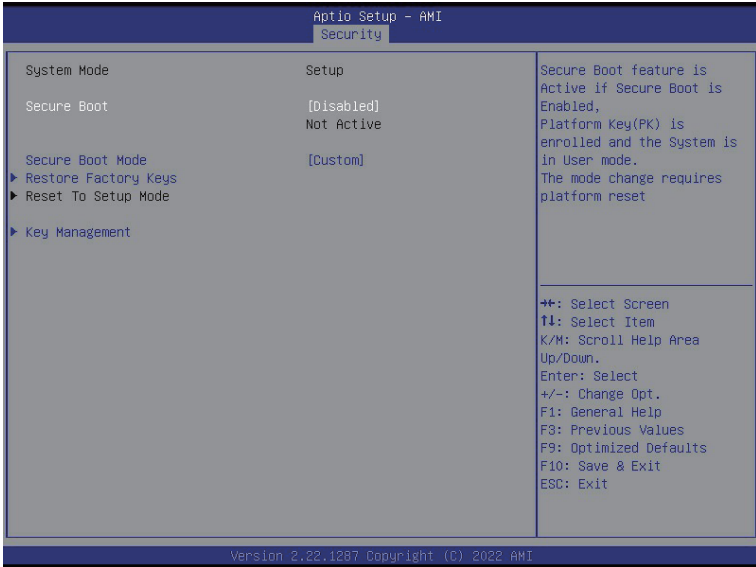 Aptio Setup – AMI
Security
System Mode Setup
Secure Boot [Disabled]
Not Active
Secure Boot Mode [Custom]
Restore Factory Keys
Reset To Setup Mode
Key Management
Secure Boot feature is
Active if Secure Boot is
Enabled,
Platform Key(PK) is
enrolled and the System is
in User mode.
The mode change requires
platform reset
→←: Select Screen
↑↓: Select Item
K/M: Scroll Help Area
Up/Down.
Enter: Select
+/-: Change Opt.
F1: General Help
F3: Previous Values
F9: Optimized Defaults
F10: Save & Exit
ESC: Exit
Version 2.22.1287 Copyright (C) 2022 AMI